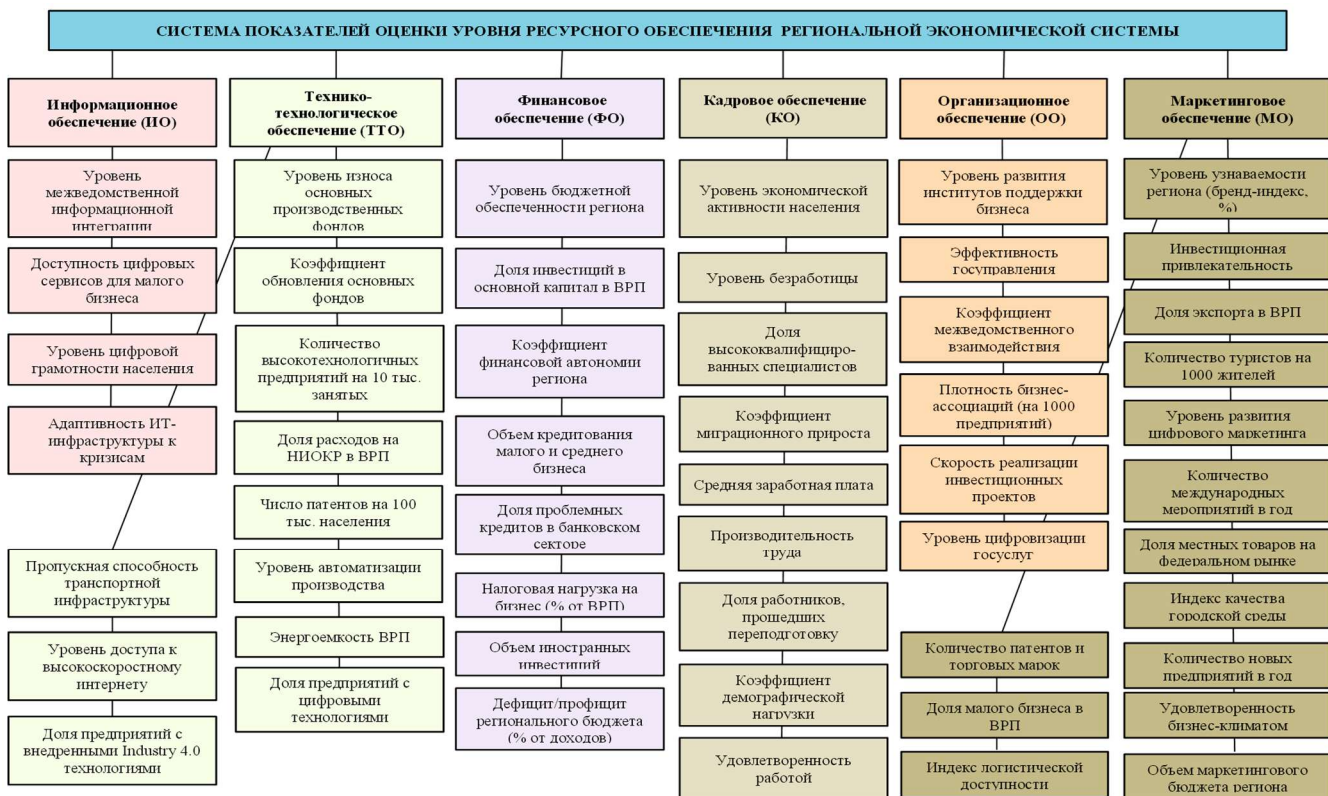 СИСТЕМА ПОКАЗАТЕЛЕЙ ОЦЕНКИ УРОВНЯ РЕСУРСНОГО ОБЕСПЕЧЕНИЯ РЕГИОНАЛЬНОЙ ЭКОНОМИЧЕСКОЙ СИСТЕМЫ
Информационное
обеспечение (ИО)
Уровень
межведомственной
информационной
интеграции
Доступность цифровых
сервисов для малого
бизнеса
Уровень цифровой
грамотности населения
Адаптивность ИТ-
инфраструктуры к
кризисам
Технико-
технологическое
обеспечение (ТТО)
Уровень износа
основных
производственных
фондов
Коэффициент
обновления основных
фондов
Количество
высокотехнологичных
предприятий на 10 тыс.
занятых
Доля расходов на
НИОКР в ВРП
Число патентов на 100
тыс. населения
Уровень автоматизации
производства
Энергоемкость ВРП
Доля предприятий с
цифровыми
технологиями
Пропускная способность
транспортной
инфраструктуры
Уровень доступа к
высокоскоростному
интернету
Доля предприятий с
внедренными Industry 4.0
технологиями
Финансовое
обеспечение (ФО)
Уровень бюджетной
обеспеченности региона
Доля инвестиций в
основной капитал в ВРП
Коэффициент
финансовой автономии
региона
Объем кредитования
малого и среднего
бизнеса
Доля проблемных
кредитов в банковском
секторе
Налоговая нагрузка на
бизнес (% от ВРП)
Объем иностранных
инвестиций
Дефицит/профицит
регионального бюджета
(% от доходов)
Кадровое обеспечение
(КО)
Уровень экономической
активности населения
Уровень безработицы
Доля
высококвалифициро-
ванных специалистов
Коэффициент
миграционного прироста
Средняя заработная плата
Производительность
труда
Доля работников,
прошедших
переподготовку
Коэффициент
демографической
нагрузки
Удовлетворенность
работой
Организационное
обеспечение (ОО)
Уровень развития
институтов поддержки
бизнеса
Эффективность
госуправления
Коэффициент
межведомственного
взаимодействия
Плотность бизнес-
ассоциаций (на 1000
предприятий)
Скорость реализации
инвестиционных
проектов
Уровень цифровизации
госуслуг
Маркетинговое
обеспечение (МО)
Уровень узнаваемости
региона (бренд-индекс,
%)
Инвестиционная
привлекательность
Доля экспорта в ВРП
Количество туристов на
1000 жителей
Уровень развития
цифрового маркетинга
Количество
международных
мероприятий в год
Доля местных товаров на
федеральном рынке
Индекс качества
городской среды
Количество новых
предприятий в год
Удовлетворенность
бизнес-климатом
Объем маркетингового
бюджета региона
Количество патентов и
торговых марок
Доля малого бизнеса в
ВРП
Индекс логистической
доступности